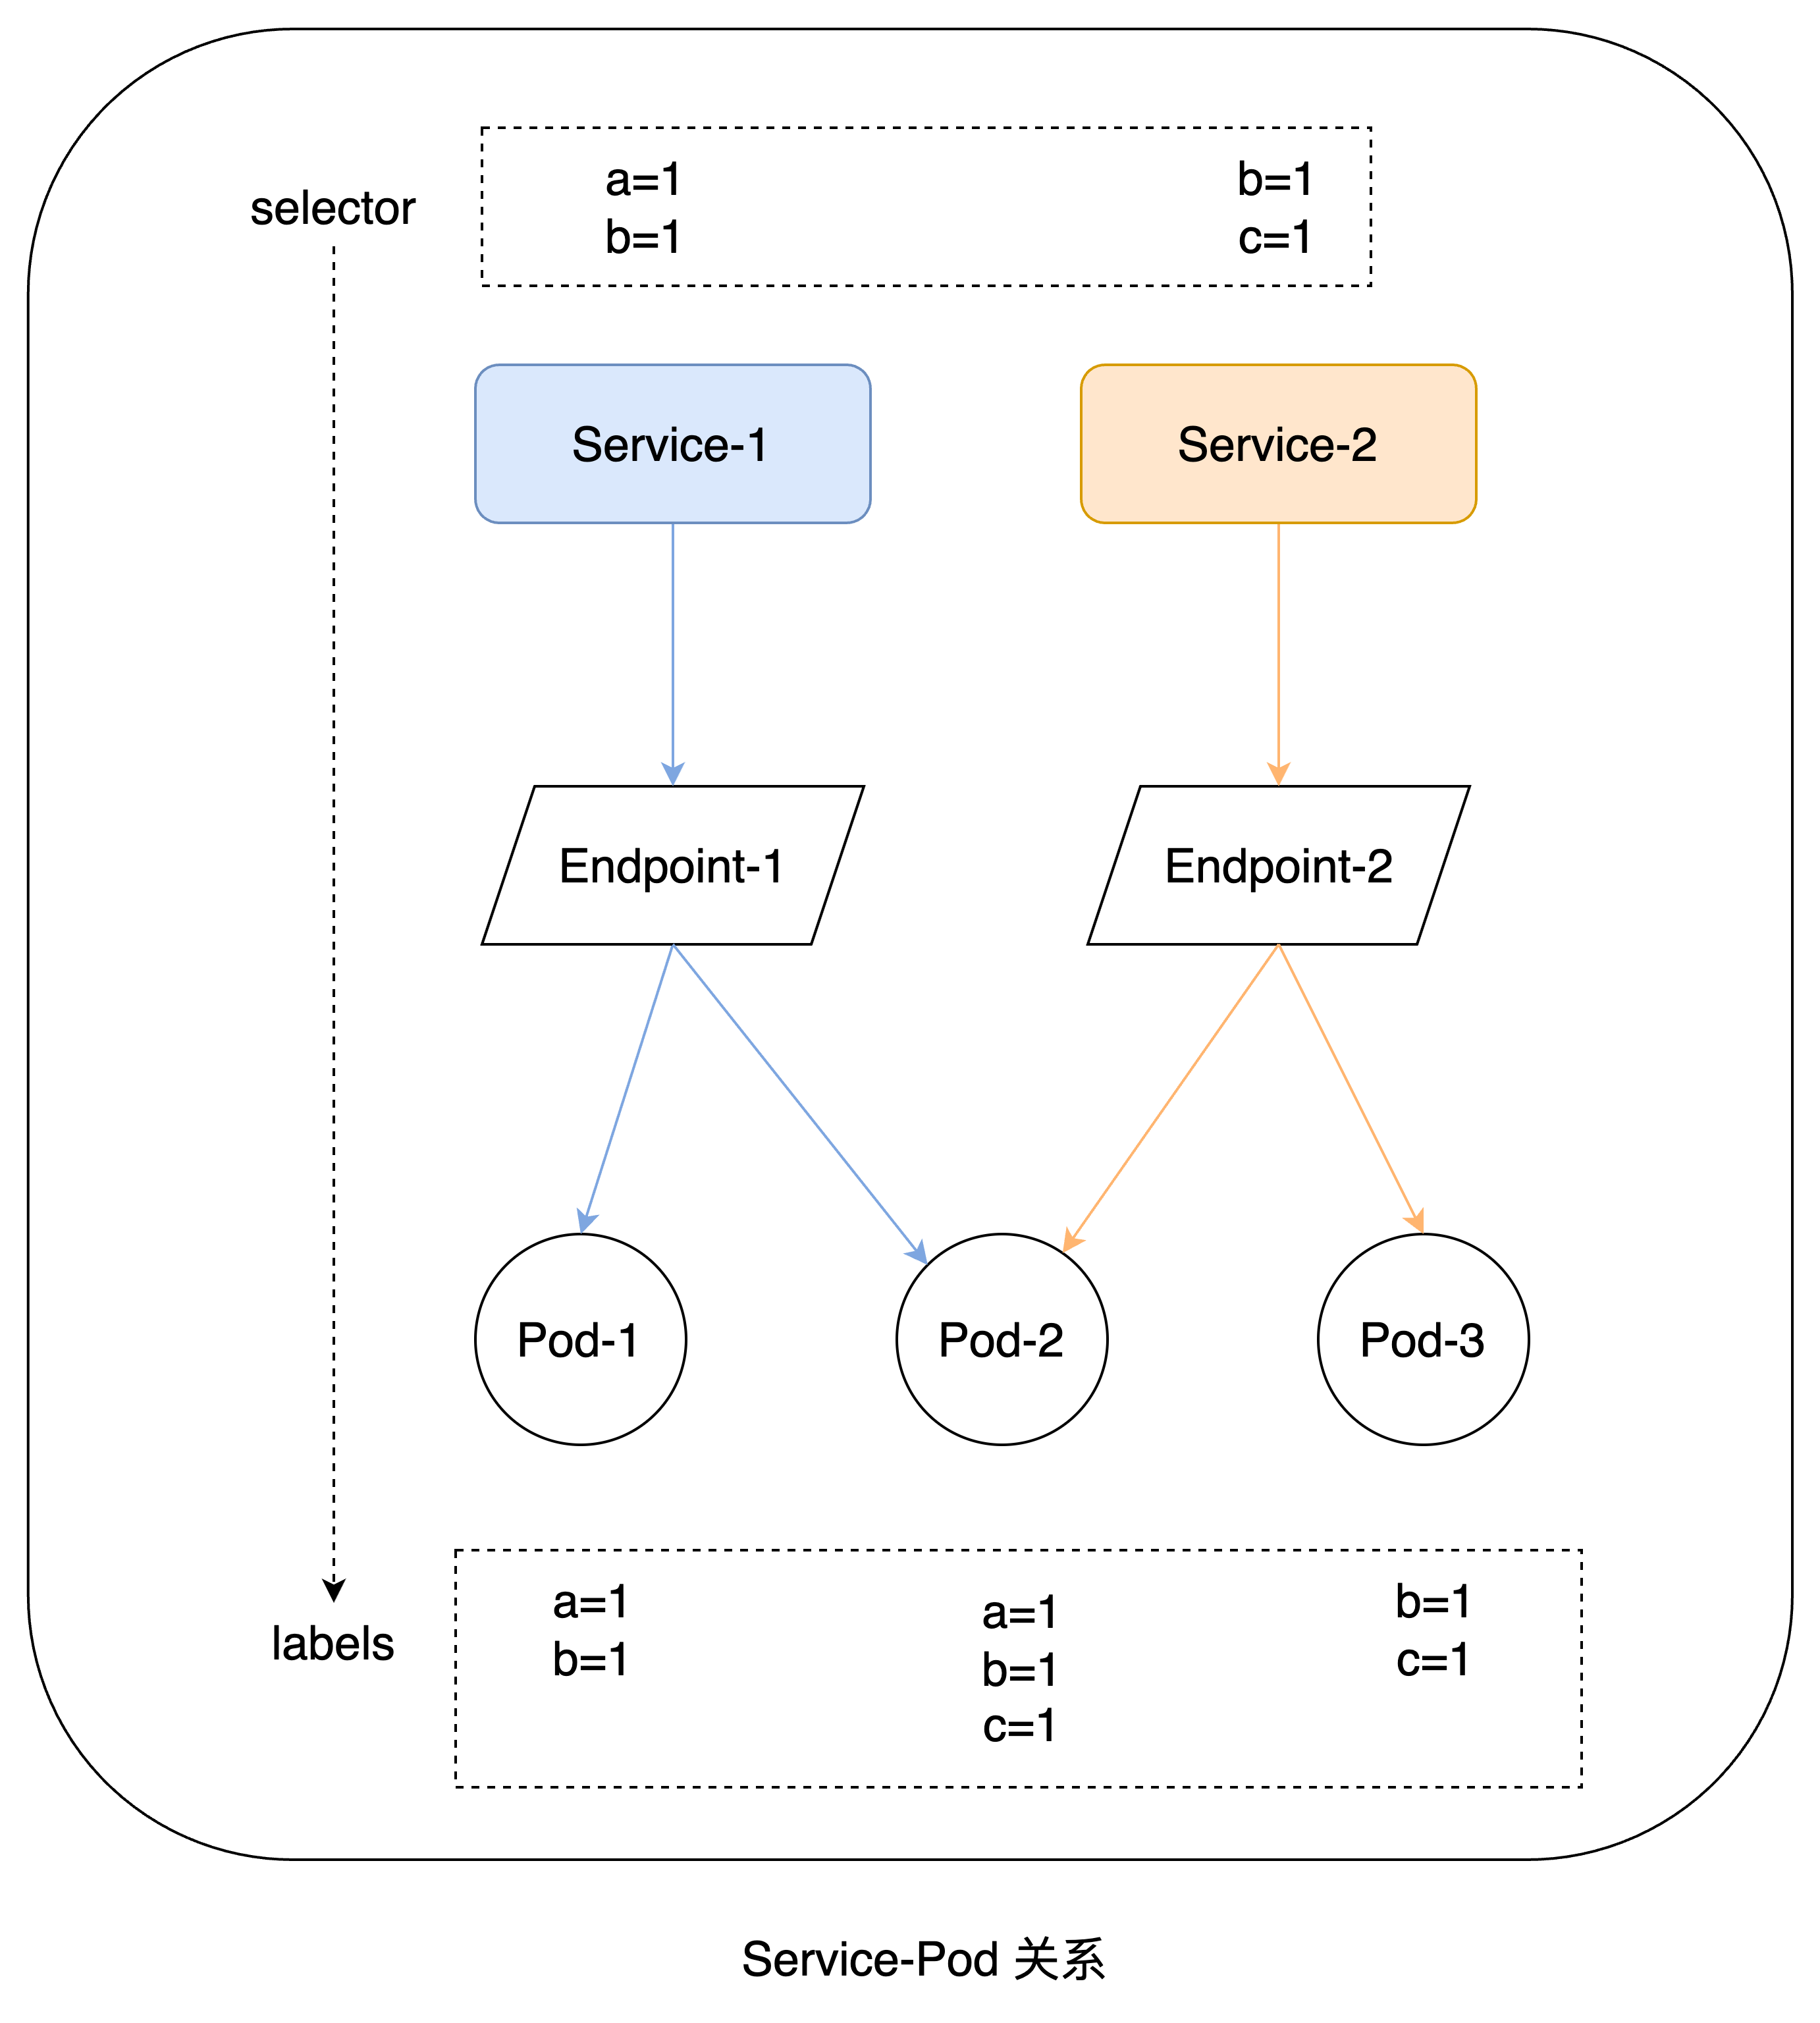 selector
a=1
b=1
b=1
c=1
Service-1
Service-2
Endpoint-1
Endpoint-2
Pod-1
Pod-2
Pod-3
labels
a=1
b=1
a=1
b=1
c=1
b=1
c=1
Service-Pod 关系